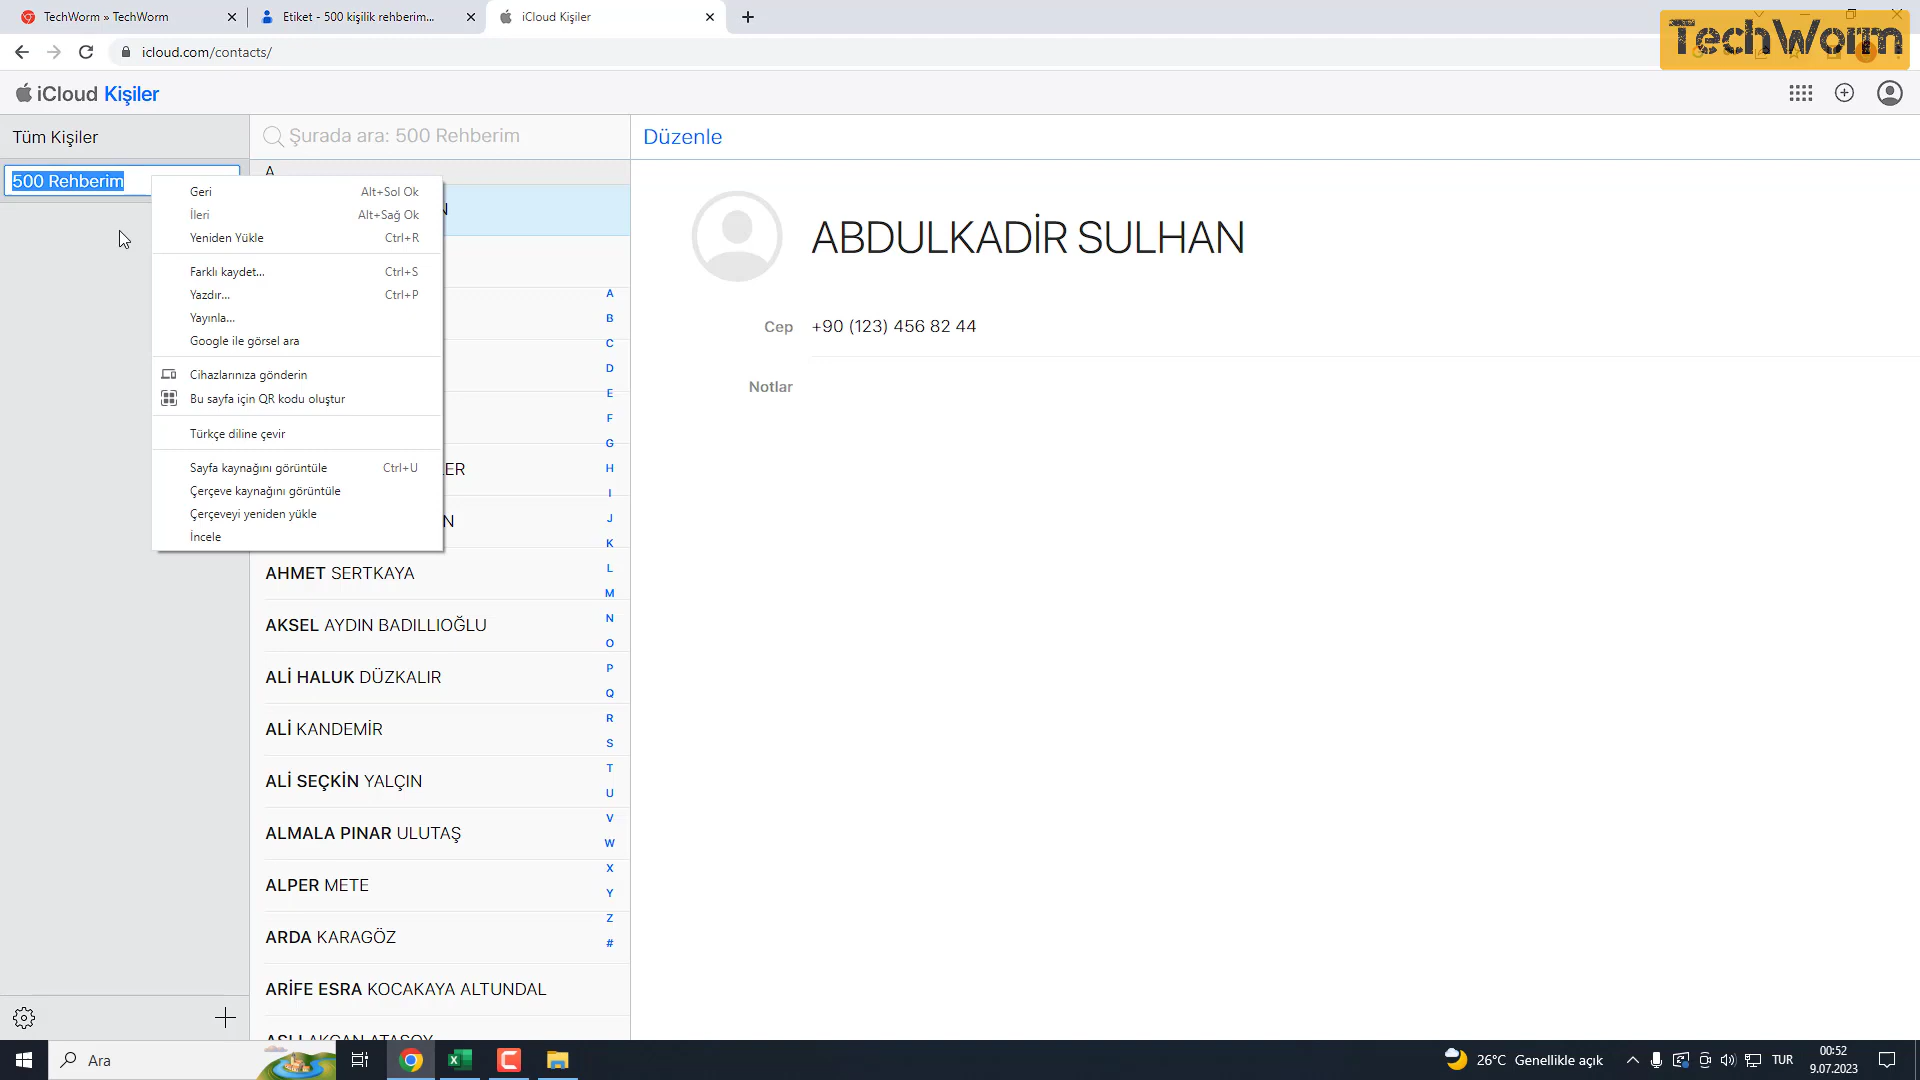 TechWorm » TechWorm
Etiket - 500 kişilik rehberim...
iCloud Kişiler
TechWorm
icloud.com/contacts/
iCloud Kişiler
Tüm Kişiler
Şurada ara: 500 Rehberim
Düzenle
500 Rehberim
A
Geri Alt+Sol Ok
İleri Alt+Sağ Ok
Yeniden Yükle Ctrl+R
Farklı kaydet... Ctrl+S
Yazdır... Ctrl+P
Yayınla...
Google ile görsel ara
Cihazlarınıza gönderin
Bu sayfa için QR kodu oluştur
Türkçe diline çevir
Sayfa kaynağını görüntüle Ctrl+U
Çerçeve kaynağını görüntüle
Çerçeveyi yeniden yükle
İncele
AHMET SERTKAYA
AKSEL AYDIN BADILLIOĞLU
ALİ HALUK DÜZKALIR
ALİ KANDEMİR
ALİ SEÇKİN YALÇIN
ALMALA PINAR ULUTAŞ
ALPER METE
ARDA KARAGÖZ
ARİFE ESRA KOCAKAYA ALTUNDAL
A
B
C
D
E
F
G
H
I
J
K
L
M
N
O
P
Q
R
S
T
U
V
W
X
Y
Z
#
ABDULKADİR SULHAN
Cep +90 (123) 456 82 44
Notlar
Ara
26°C Genellikle açık
TUR
00:52
9.07.2023